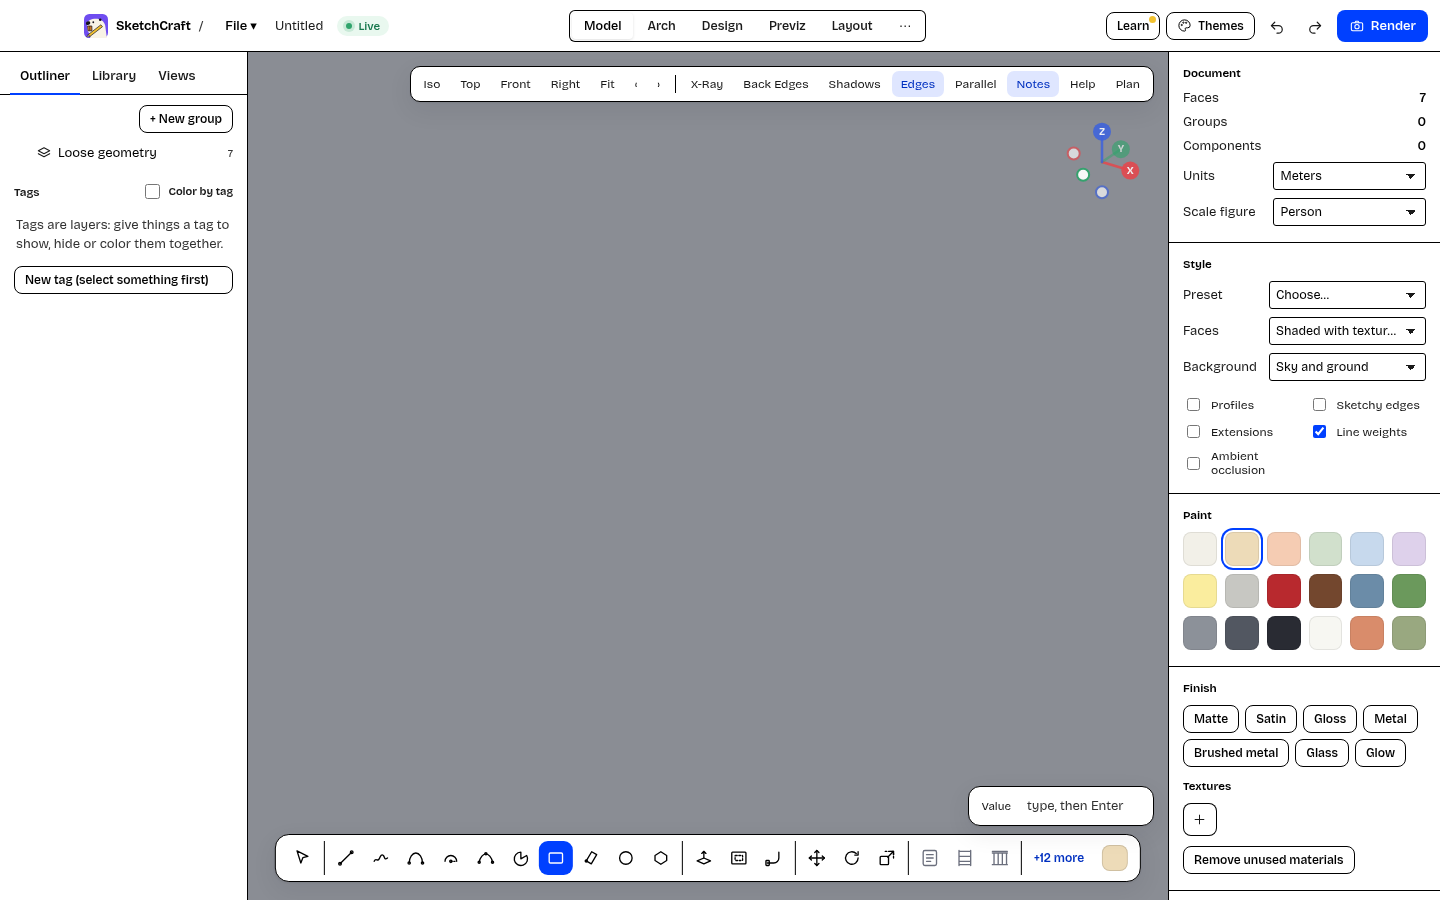 SketchCraft / File ▾ Untitled Live Model Arch Design Previz Layout ··· Learn Themes Render
Outliner Library Views
+ New group
Loose geometry 7
Tags Color by tag
Tags are layers: give things a tag to
show, hide or color them together.
New tag (select something first)
Iso Top Front Right Fit ‹ › X-Ray Back Edges Shadows Edges Parallel Notes Help Plan
Z
Y
X
Value type, then Enter
+12 more
Document
Faces 7
Groups 0
Components 0
Units Meters
Scale figure Person
Style
Preset Choose...
Faces Shaded with textur...
Background Sky and ground
Profiles Sketchy edges
Extensions Line weights
Ambient
occlusion
Paint
Finish
Matte Satin Gloss Metal
Brushed metal Glass Glow
Textures
+
Remove unused materials